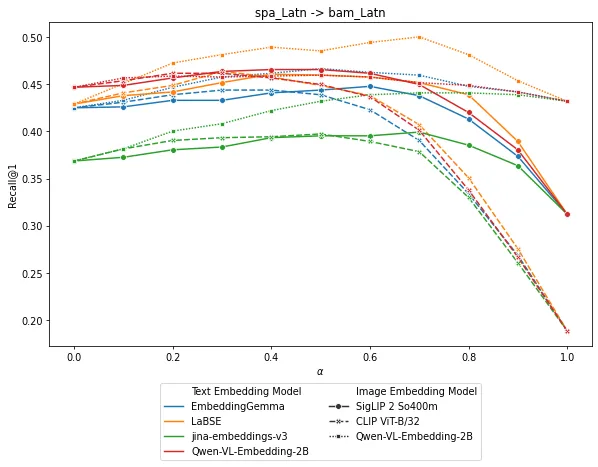 spa_Latn -> bam_Latn
0.50
0.45
0.40
0.35
0.30
0.25
0.20
Recall@1
0.0 0.2 0.4 0.6 0.8 1.0
α
Text Embedding Model Image Embedding Model
EmbeddingGemma SigLIP 2 So400m
LaBSE CLIP ViT-B/32
jina-embeddings-v3 Qwen-VL-Embedding-2B
Qwen-VL-Embedding-2B